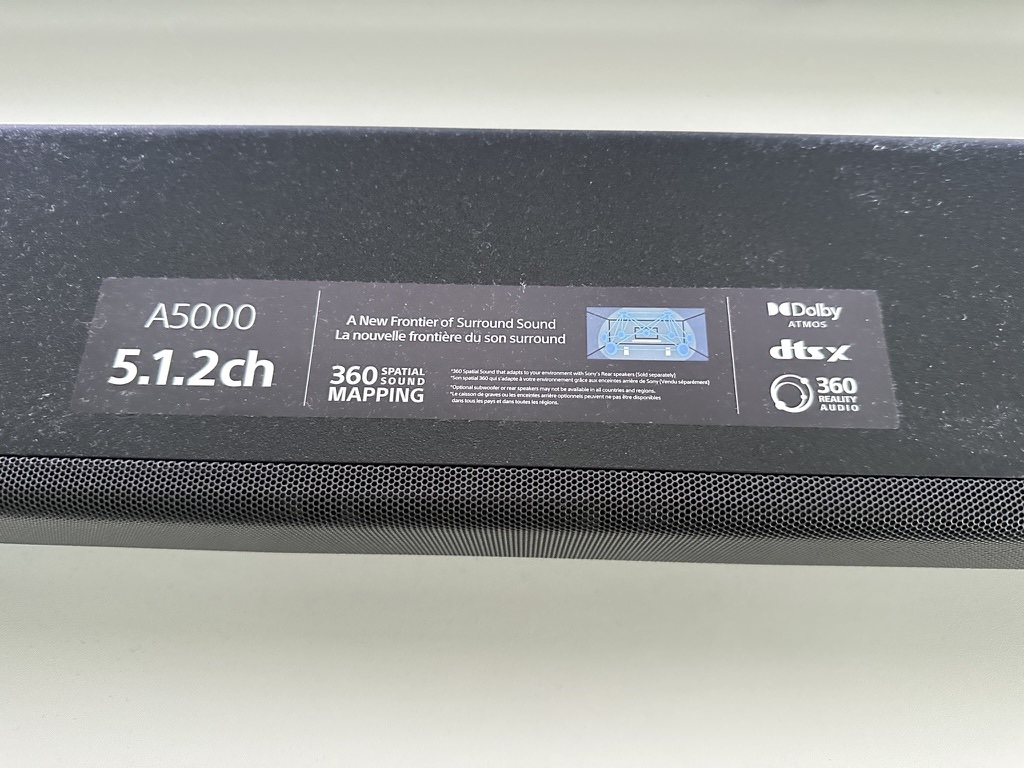 A5000
5.1.2ch
A New Frontier of Surround Sound
La nouvelle frontière du son surround
360 SPATIAL
SOUND
MAPPING
*360 Spatial Sound that adapts to your environment with Sony's Rear speakers (Sold separately)
*Son spatial 360 qui s'adapte à votre environnement grâce aux enceintes arrière de Sony (Vendu séparément)
*Optional subwoofer or rear speakers may not be available in all countries and regions.
*Le caisson de graves ou les enceintes arrière optionnels peuvent ne pas être disponibles
dans tous les pays et dans toutes les régions.
Dolby
ATMOS
dts X
360
REALITY
AUDIO